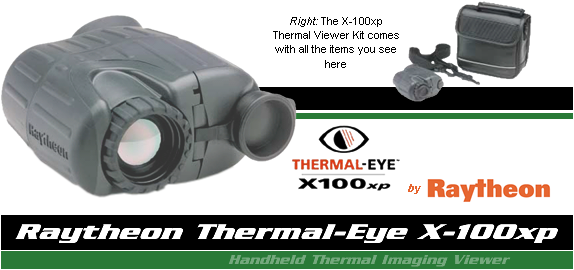 Right: The X-100xp
Thermal Viewer Kit comes
with all the items you see
here
Raytheon
THERMAL-EYE™
X100xp
by Raytheon
Raytheon Thermal-Eye X-100xp
Handheld Thermal Imaging Viewer